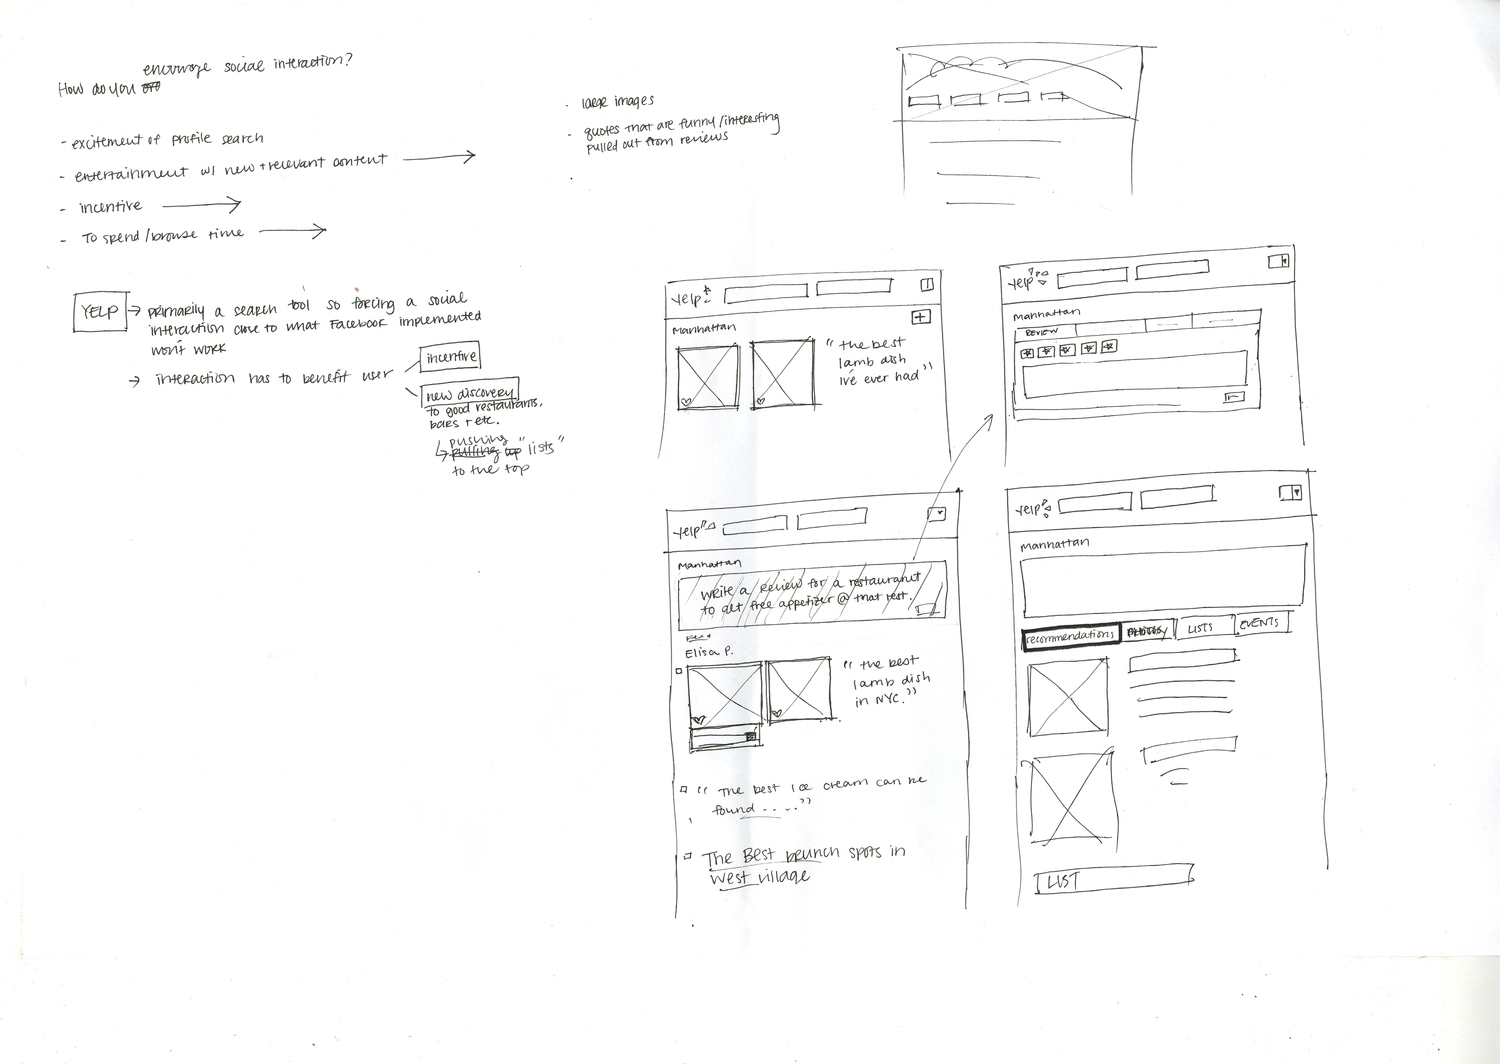 encourage social interaction?
How do you
- excitement of profile search
- entertainment w/ new + relevant content
- incentive
- To spend/browse time
YELP
primarily a search tool so forcing a social
interaction close to what Facebook implemented
won't work
interaction has to benefit user
incentive
new discovery
to good restaurants,
bars + etc.
pushing
pulling up "lists"
to the top
- large images
- quotes that are funny/interesting
pulled out from reviews
Yelp
Manhattan
+
"the best
lamb dish
I've ever had"
Yelp
Manhattan
REVIEW
Yelp
Manhattan
write a review for a restaurant
to get free appetizer @ that rest.
Elisa P.
"the best
lamb dish
in NYC."
"The best ice cream can be
found ....."
The Best brunch spots in
west village
Yelp
Manhattan
recommendations
LISTS
EVENTS
LIST